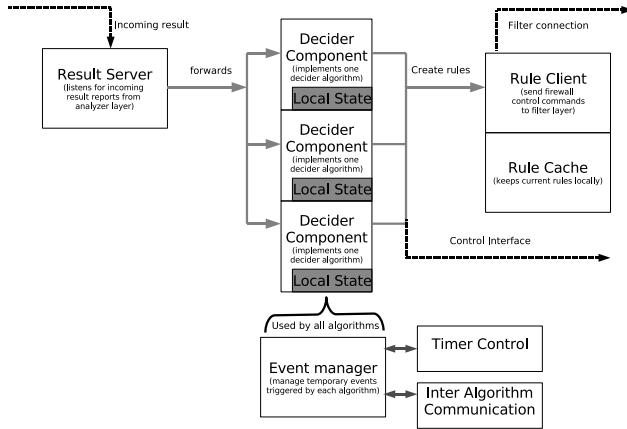 Incoming result
Result Server
(listens for incoming
result reports from
analyzer layer)
forwards
Decider
Component
(implements one
decider algorithm)
Local State
Decider
Component
(implements one
decider algorithm)
Local State
Decider
Component
(implements one
decider algorithm)
Local State
Create rules
Filter connection
Rule Client
(send firewall
control commands
to filter layer)
Rule Cache
(keeps current rules locally)
Control Interface
Used by all algorithms
Event manager
(manage temporary events
triggered by each algorithm)
Timer Control
Inter Algorithm
Communication